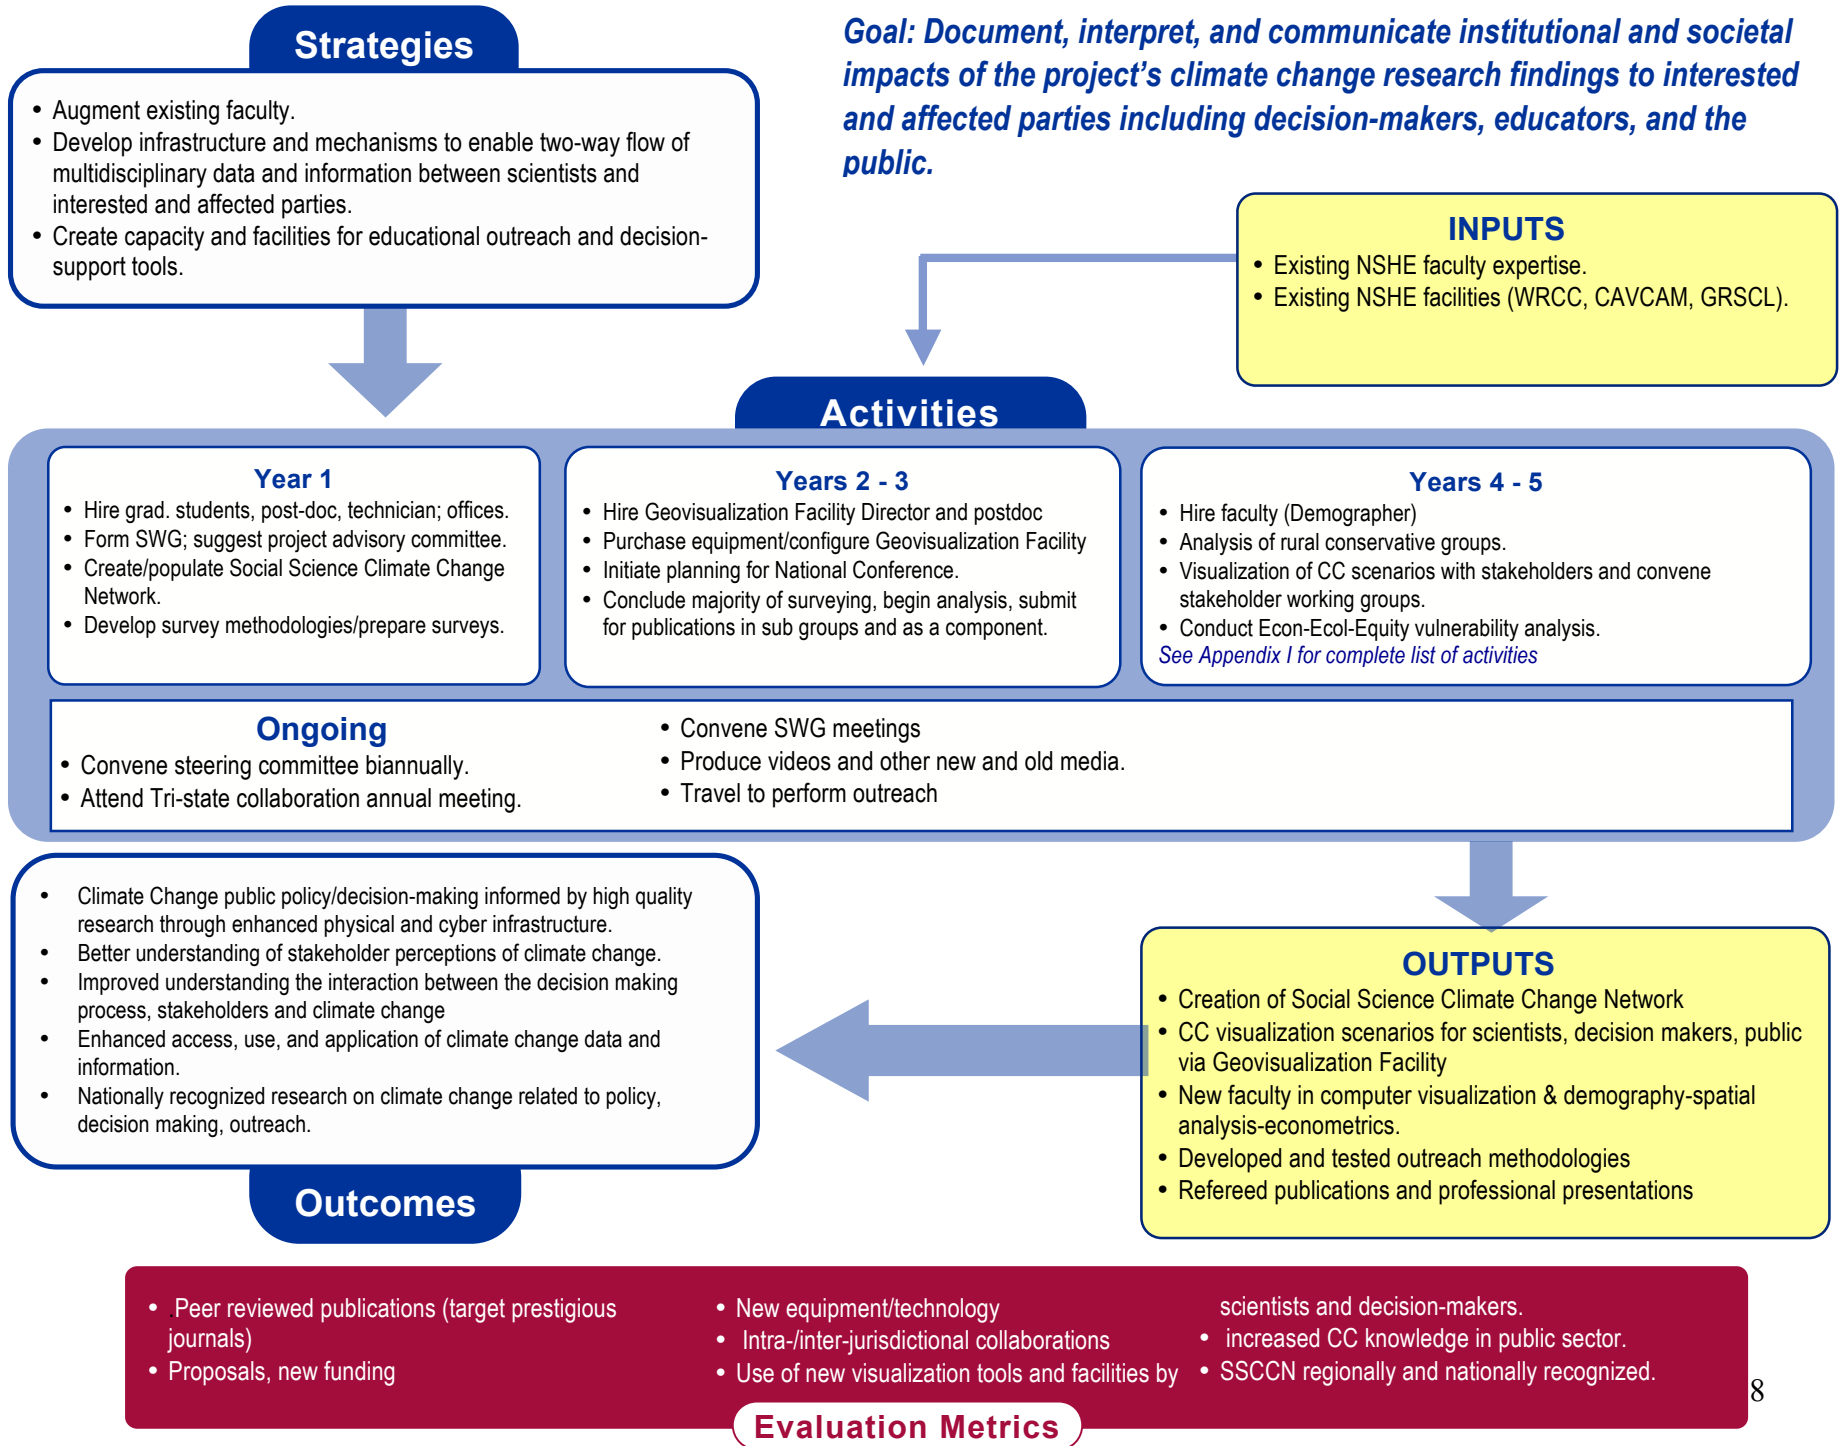 Strategies
• Augment existing faculty.
• Develop infrastructure and mechanisms to enable two-way flow of
multidisciplinary data and information between scientists and
interested and affected parties.
• Create capacity and facilities for educational outreach and decision-
support tools.
Goal: Document, interpret, and communicate institutional and societal
impacts of the project's climate change research findings to interested
and affected parties including decision-makers, educators, and the
public.
INPUTS
• Existing NSHE faculty expertise.
• Existing NSHE facilities (WRCC, CAVCAM, GRSCL).
Activities
Year 1
• Hire grad. students, post-doc, technician; offices.
• Form SWG; suggest project advisory committee.
• Create/populate Social Science Climate Change
Network.
• Develop survey methodologies/prepare surveys.
Years 2 - 3
• Hire Geovisualization Facility Director and postdoc
• Purchase equipment/configure Geovisualization Facility
• Initiate planning for National Conference.
• Conclude majority of surveying, begin analysis, submit
for publications in sub groups and as a component.
Years 4 - 5
• Hire faculty (Demographer)
• Analysis of rural conservative groups.
• Visualization of CC scenarios with stakeholders and convene
stakeholder working groups.
• Conduct Econ-Ecol-Equity vulnerability analysis.
See Appendix I for complete list of activities
Ongoing
• Convene steering committee biannually.
• Attend Tri-state collaboration annual meeting.
• Convene SWG meetings
• Produce videos and other new and old media.
• Travel to perform outreach
• Climate Change public policy/decision-making informed by high quality
research through enhanced physical and cyber infrastructure.
• Better understanding of stakeholder perceptions of climate change.
• Improved understanding the interaction between the decision making
process, stakeholders and climate change
• Enhanced access, use, and application of climate change data and
information.
• Nationally recognized research on climate change related to policy,
decision making, outreach.
Outcomes
OUTPUTS
• Creation of Social Science Climate Change Network
• CC visualization scenarios for scientists, decision makers, public
via Geovisualization Facility
• New faculty in computer visualization & demography-spatial
analysis-econometrics.
• Developed and tested outreach methodologies
• Refereed publications and professional presentations
• .Peer reviewed publications (target prestigious
journals)
• Proposals, new funding
• New equipment/technology
• Intra-/inter-jurisdictional collaborations
• Use of new visualization tools and facilities by
scientists and decision-makers.
• increased CC knowledge in public sector.
• SSCCN regionally and nationally recognized.
Evaluation Metrics
8